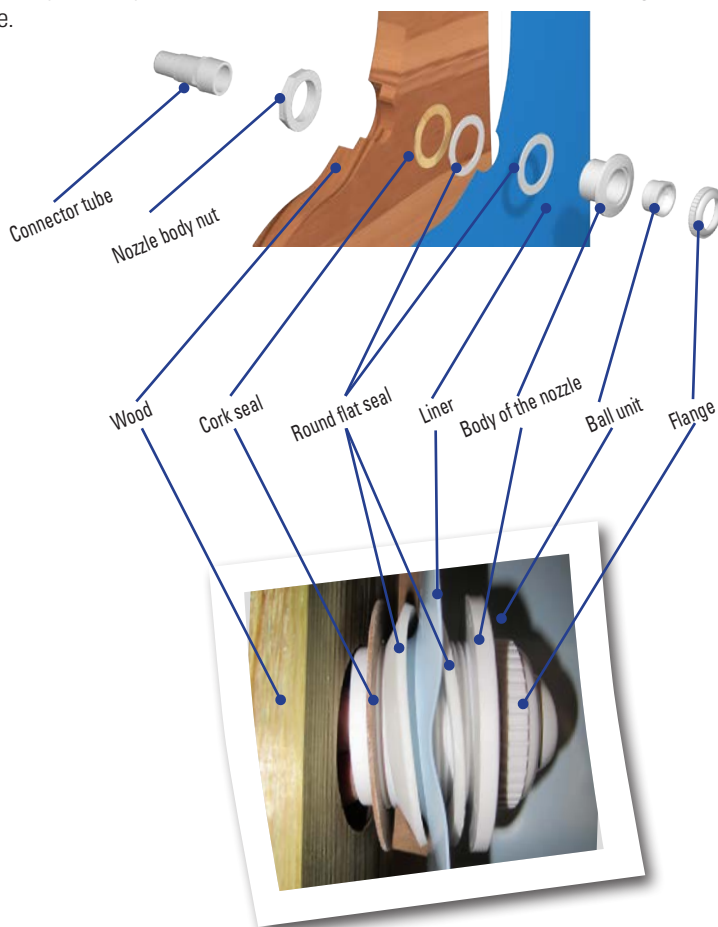 e.
Connector tube
Nozzle body nut
Wood
Cork seal
Round flat seal
Liner
Body of the nozzle
Ball unit
Flange